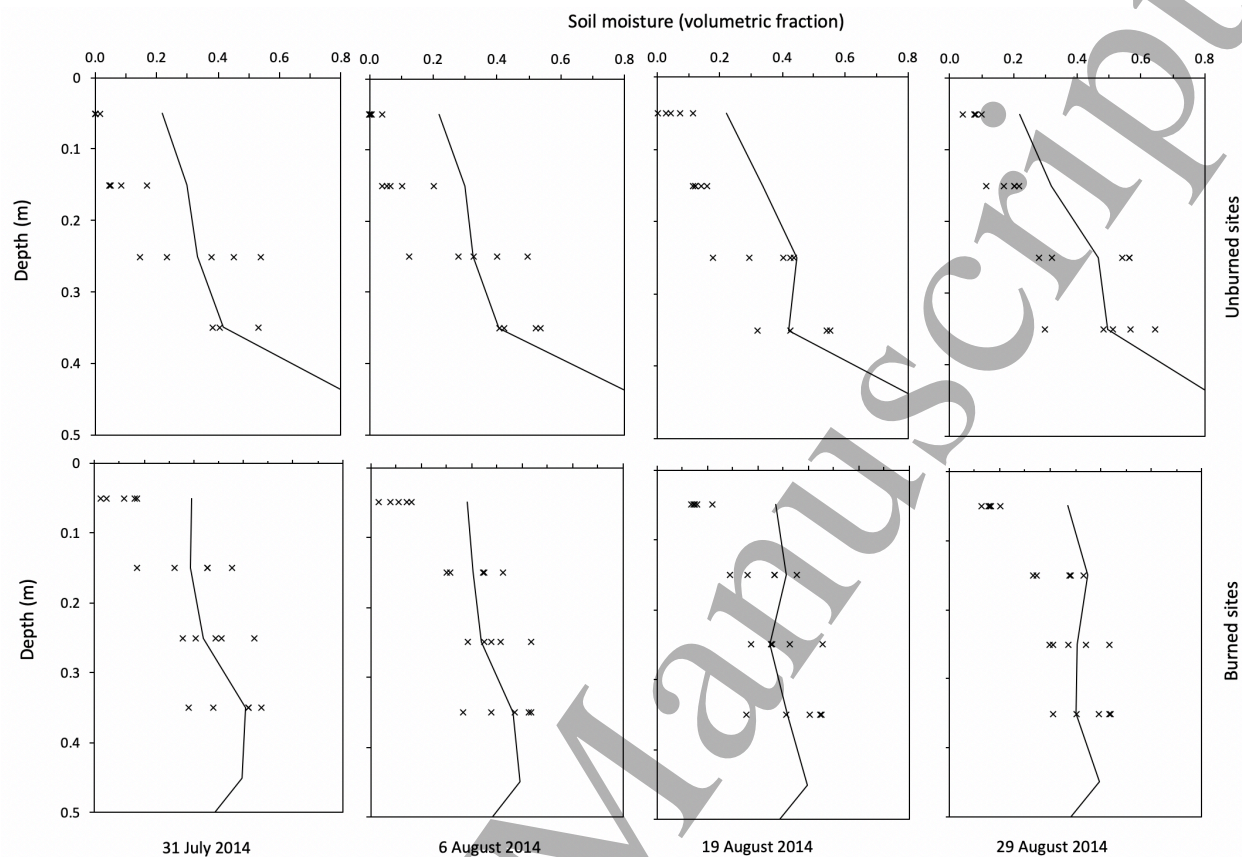 Soil moisture (volumetric fraction)
0.0 0.2 0.4 0.6 0.8 0.0 0.2 0.4 0.6 0.8 0.0 0.2 0.4 0.6 0.8 0.0 0.2 0.4 0.6 0.8
0
0.1
0.2
0.3
0.4
0.5
Depth (m)
Unburned sites
0
0.1
0.2
0.3
0.4
0.5
Depth (m)
Burned sites
31 July 2014 6 August 2014 19 August 2014 29 August 2014
Manuscript